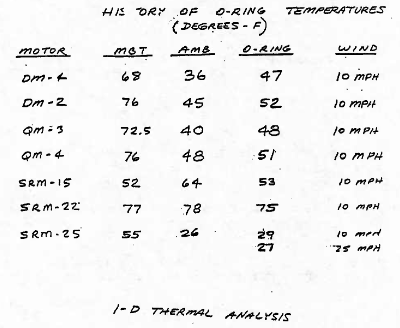 HISTORY OF O-RING TEMPERATURES
(DEGREES-F)
MOTOR MBT AMB O-RING WIND
DM-4 68 36 47 10 MPH
DM-2 76 45 52 10 MPH
QM-3 72.5 40 48 10 MPH
QM-4 76 48 51 10 MPH
SRM-15 52 64 53 10 MPH
SRM-22 77 78 75 10 MPH
SRM-25 55 26 29 10 MPH
27 25 MPH
1-D THERMAL ANALYSIS